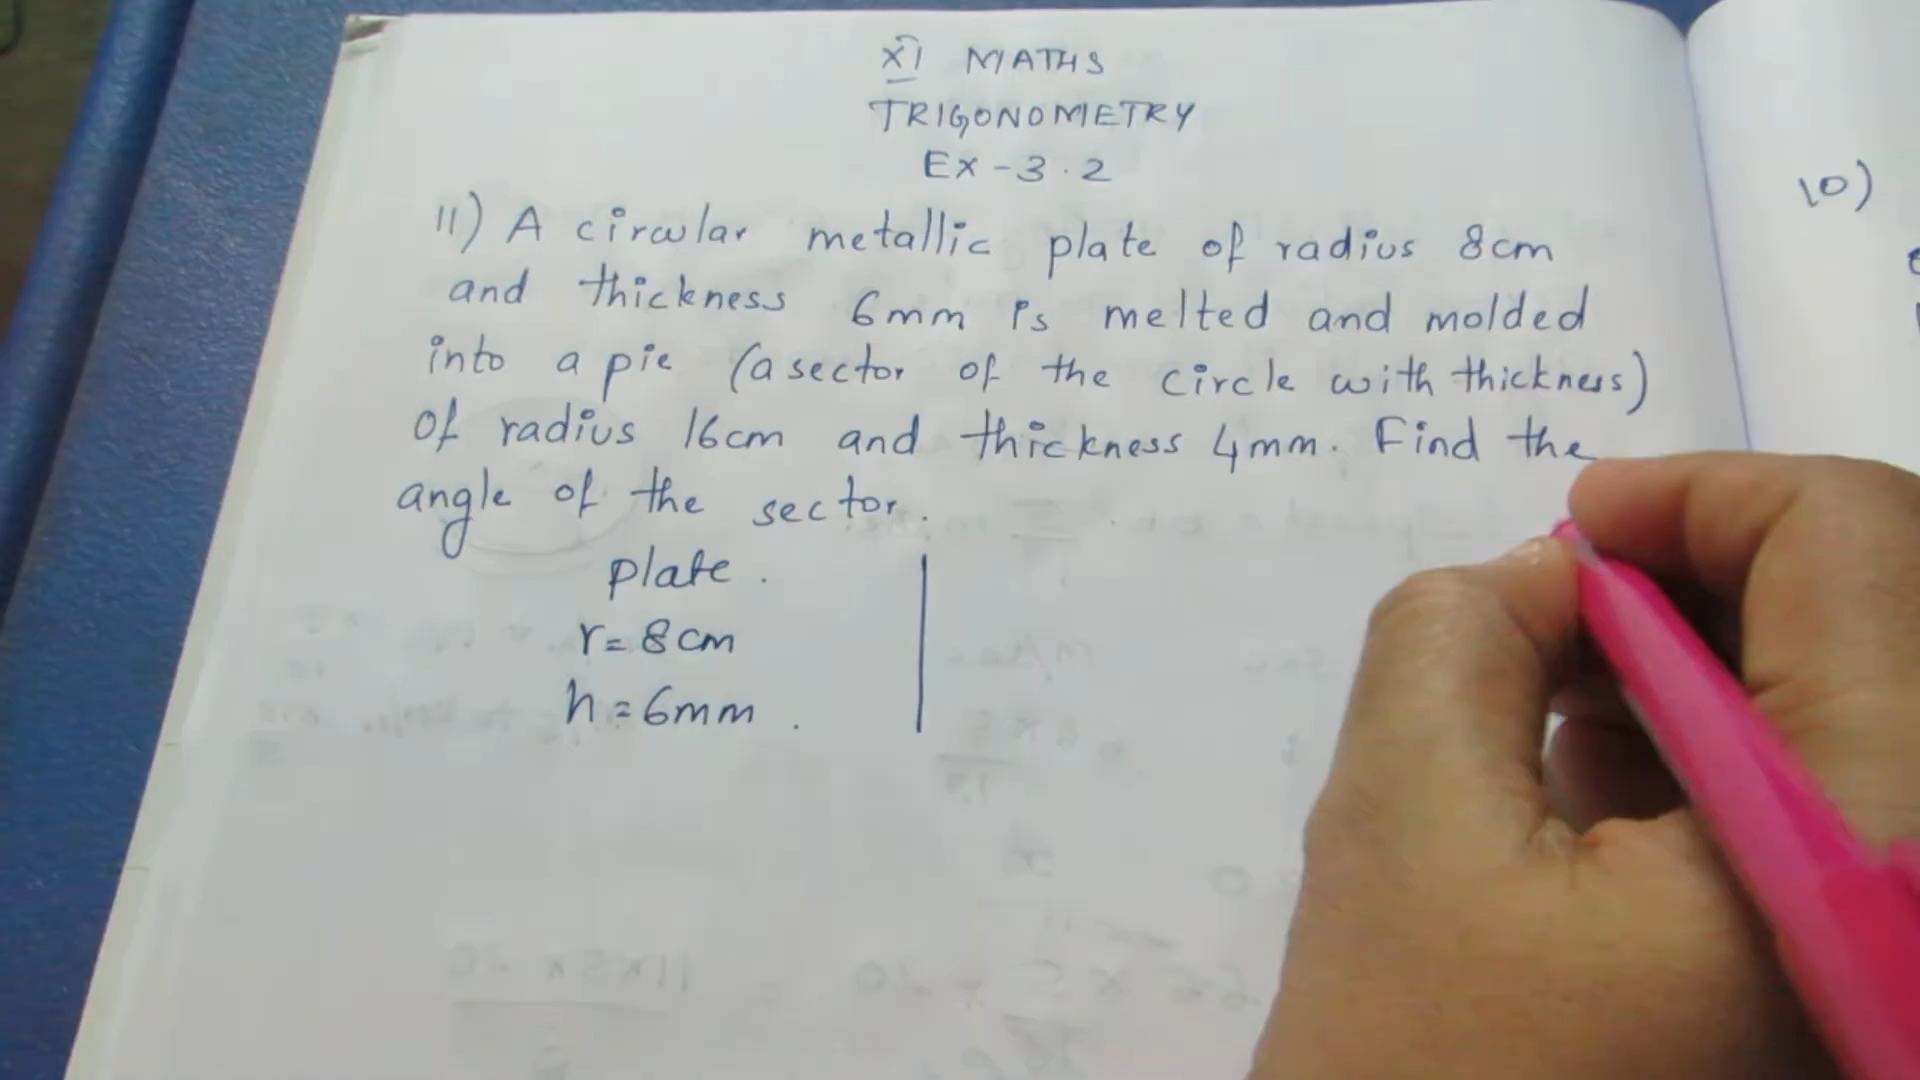 XI MATHS
TRIGONOMETRY
EX - 3.2
11) A circular metallic plate of radius 8cm
and thickness 6mm is melted and molded
into a pie (a sector of the circle with thickness)
of radius 16cm and thickness 4mm. Find the
angle of the sector.
plate.
r = 8cm
h = 6mm.
10)